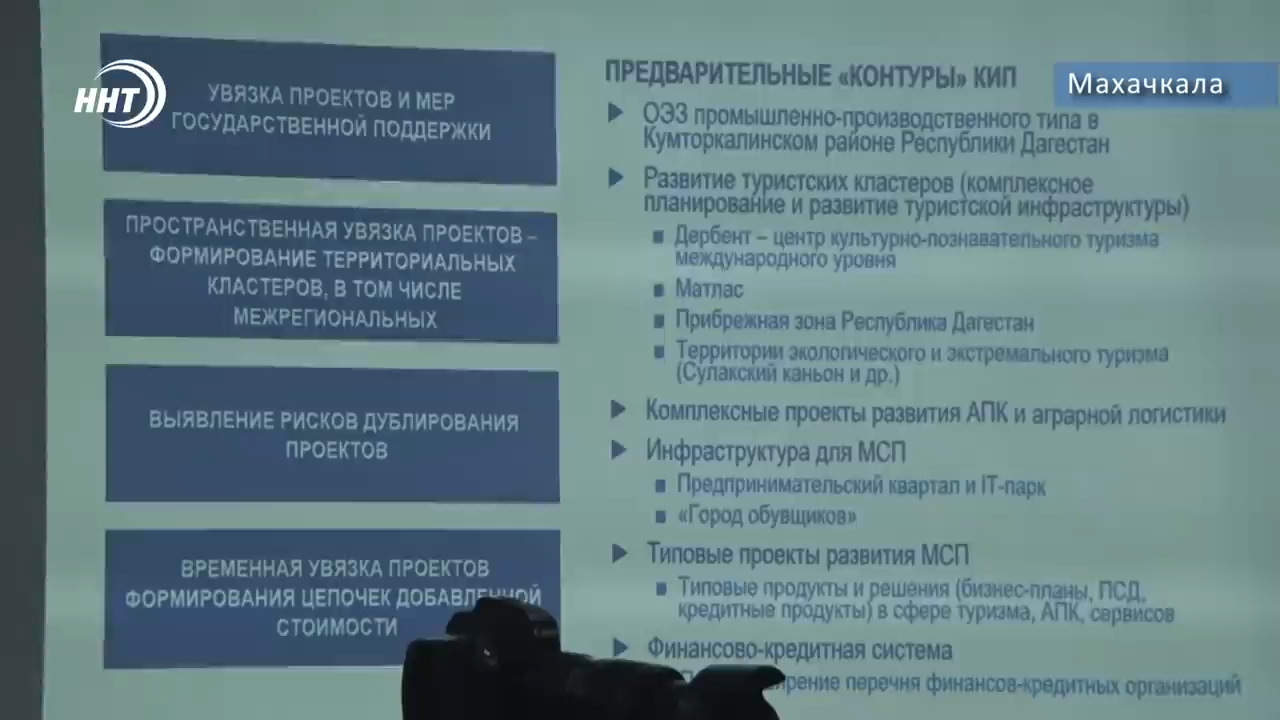 ННТ
Махачкала
УВЯЗКА ПРОЕКТОВ И МЕР
ГОСУДАРСТВЕННОЙ ПОДДЕРЖКИ
ПРОСТРАНСТВЕННАЯ УВЯЗКА ПРОЕКТОВ –
ФОРМИРОВАНИЕ ТЕРРИТОРИАЛЬНЫХ
КЛАСТЕРОВ, В ТОМ ЧИСЛЕ
МЕЖРЕГИОНАЛЬНЫХ
ВЫЯВЛЕНИЕ РИСКОВ ДУБЛИРОВАНИЯ
ПРОЕКТОВ
ВРЕМЕННАЯ УВЯЗКА ПРОЕКТОВ
ФОРМИРОВАНИЯ ЦЕПОЧЕК ДОБАВЛЕННОЙ
СТОИМОСТИ
ПРЕДВАРИТЕЛЬНЫЕ «КОНТУРЫ» КИП
ОЭЗ промышленно-производственного типа в
Кумторкалинском районе Республики Дагестан
Развитие туристских кластеров (комплексное
планирование и развитие туристской инфраструктуры)
Дербент – центр культурно-познавательного туризма
международного уровня
Матлас
Прибрежная зона Республика Дагестан
Территории экологического и экстремального туризма
(Сулакский каньон и др.)
Комплексные проекты развития АПК и аграрной логистики
Инфраструктура для МСП
Предпринимательский квартал и IT-парк
«Город обувщиков»
Типовые проекты развития МСП
Типовые продукты и решения (бизнес-планы, ПСД,
кредитные продукты) в сфере туризма, АПК, сервисов
Финансово-кредитная система
перечня финансов-кредитных организаций